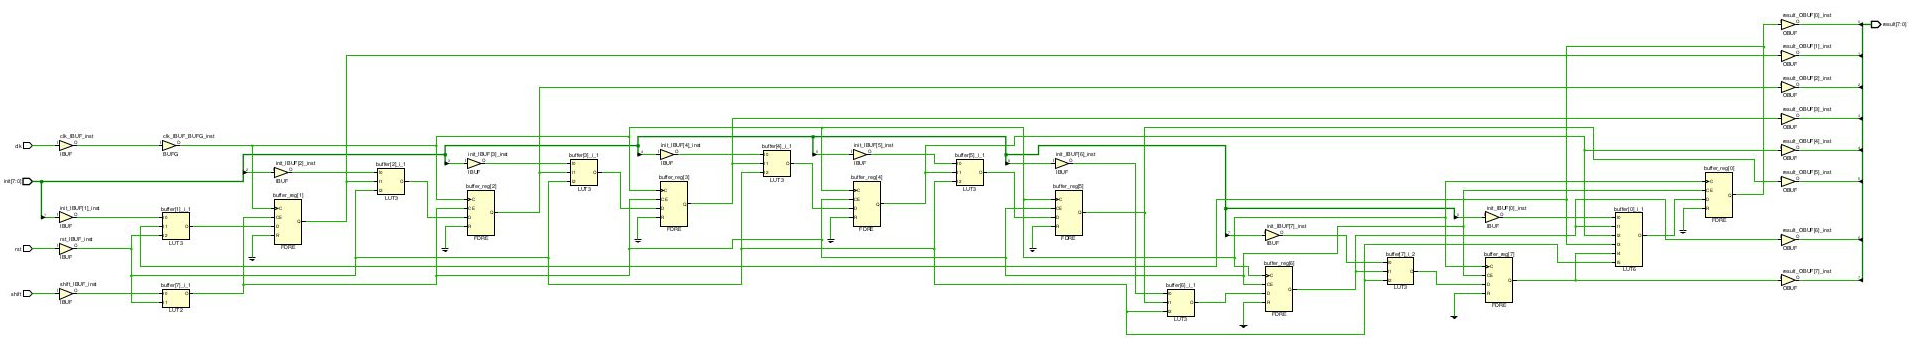 clk
init[7:0]
rst
shift
clk_IBUF_inst
IBUF
clk_IBUF_BUFG_inst
BUFG
init_IBUF[1]_inst
IBUF
rst_IBUF_inst
IBUF
shift_IBUF_inst
IBUF
buffer[1]_i_1
LUT3
buffer[7]_i_1
LUT2
init_IBUF[2]_inst
IBUF
buffer_reg[1]
FDRE
buffer[2]_i_1
LUT3
init_IBUF[3]_inst
IBUF
buffer_reg[2]
FDRE
buffer[3]_i_1
LUT3
init_IBUF[4]_inst
IBUF
buffer_reg[3]
FDRE
buffer[4]_i_1
LUT3
init_IBUF[5]_inst
IBUF
buffer_reg[4]
FDRE
buffer[5]_i_1
LUT3
init_IBUF[6]_inst
IBUF
buffer_reg[5]
FDRE
buffer[6]_i_1
LUT3
init_IBUF[7]_inst
IBUF
buffer_reg[6]
FDRE
buffer[7]_i_2
LUT3
init_IBUF[0]_inst
IBUF
buffer_reg[7]
FDRE
buffer[0]_i_1
LUT6
buffer_reg[0]
FDRE
result_OBUF[0]_inst
OBUF
result_OBUF[1]_inst
OBUF
result_OBUF[2]_inst
OBUF
result_OBUF[3]_inst
OBUF
result_OBUF[4]_inst
OBUF
result_OBUF[5]_inst
OBUF
result_OBUF[6]_inst
OBUF
result_OBUF[7]_inst
OBUF
result[7:0]